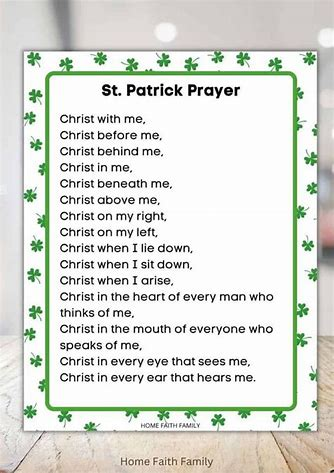 St. Patrick Prayer
Christ with me,
Christ before me,
Christ behind me,
Christ in me,
Christ beneath me,
Christ above me,
Christ on my right,
Christ on my left,
Christ when I lie down,
Christ when I sit down,
Christ when I arise,
Christ in the heart of every man who
thinks of me,
Christ in the mouth of everyone who
speaks of me,
Christ in every eye that sees me,
Christ in every ear that hears me.
HOME FAITH FAMILY
Home Faith Family